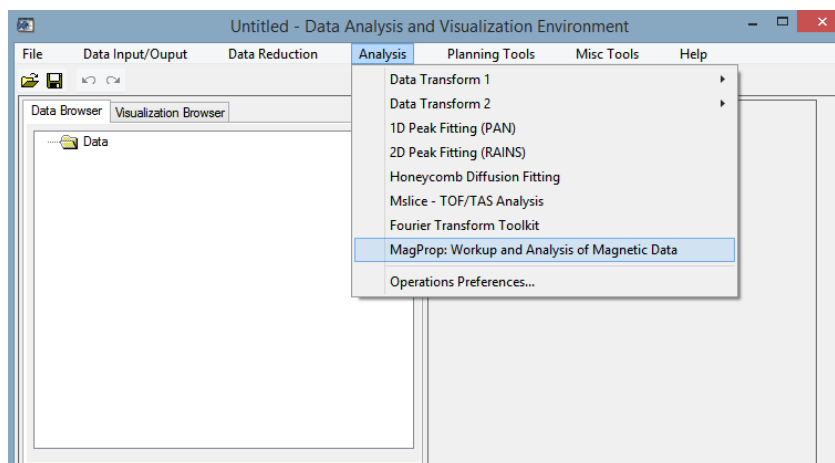 Untitled - Data Analysis and Visualization Environment
File Data Input/Ouput Data Reduction Analysis Planning Tools Misc Tools Help
Data Browser Visualization Browser
Data
Data Transform 1
Data Transform 2
1D Peak Fitting (PAN)
2D Peak Fitting (RAINS)
Honeycomb Diffusion Fitting
Mslice - TOF/TAS Analysis
Fourier Transform Toolkit
MagProp: Workup and Analysis of Magnetic Data
Operations Preferences...